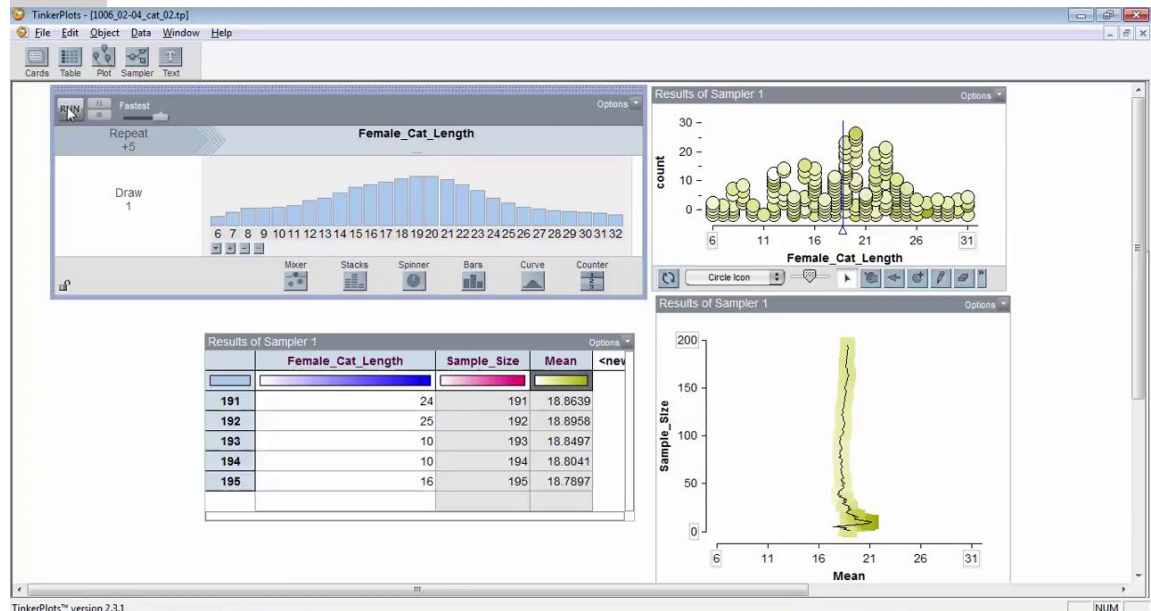 TinkerPlots - [1006_02-04_cat_02.tp]
File Edit Object Data Window Help
Cards Table Plot Sampler Text
RUN Fastest Options
Repeat
+5
Female_Cat_Length
Draw
1
6 7 8 9 10 11 12 13 14 15 16 17 18 19 20 21 22 23 24 25 26 27 28 29 30 31 32
Mixer Stacks Spinner Bars Curve Counter
Results of Sampler 1 Options
30
20
10
0
count
6 11 16 21 26 31
Female_Cat_Length
Circle Icon
Results of Sampler 1 Options
Female_Cat_Length Sample_Size Mean <new
191 24 191 18.8639
192 25 192 18.8958
193 10 193 18.8497
194 10 194 18.8041
195 16 195 18.7897
Results of Sampler 1 Options
200
150
100
50
0
Sample_Size
6 11 16 21 26 31
Mean
TinkerPlots™ version 2.3.1 NUM